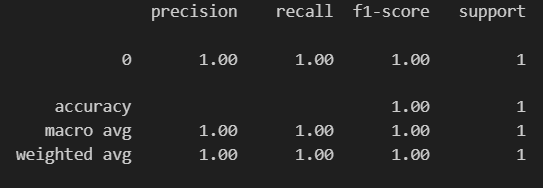 precision recall f1-score support
0 1.00 1.00 1.00 1
accuracy 1.00 1
macro avg 1.00 1.00 1.00 1
weighted avg 1.00 1.00 1.00 1